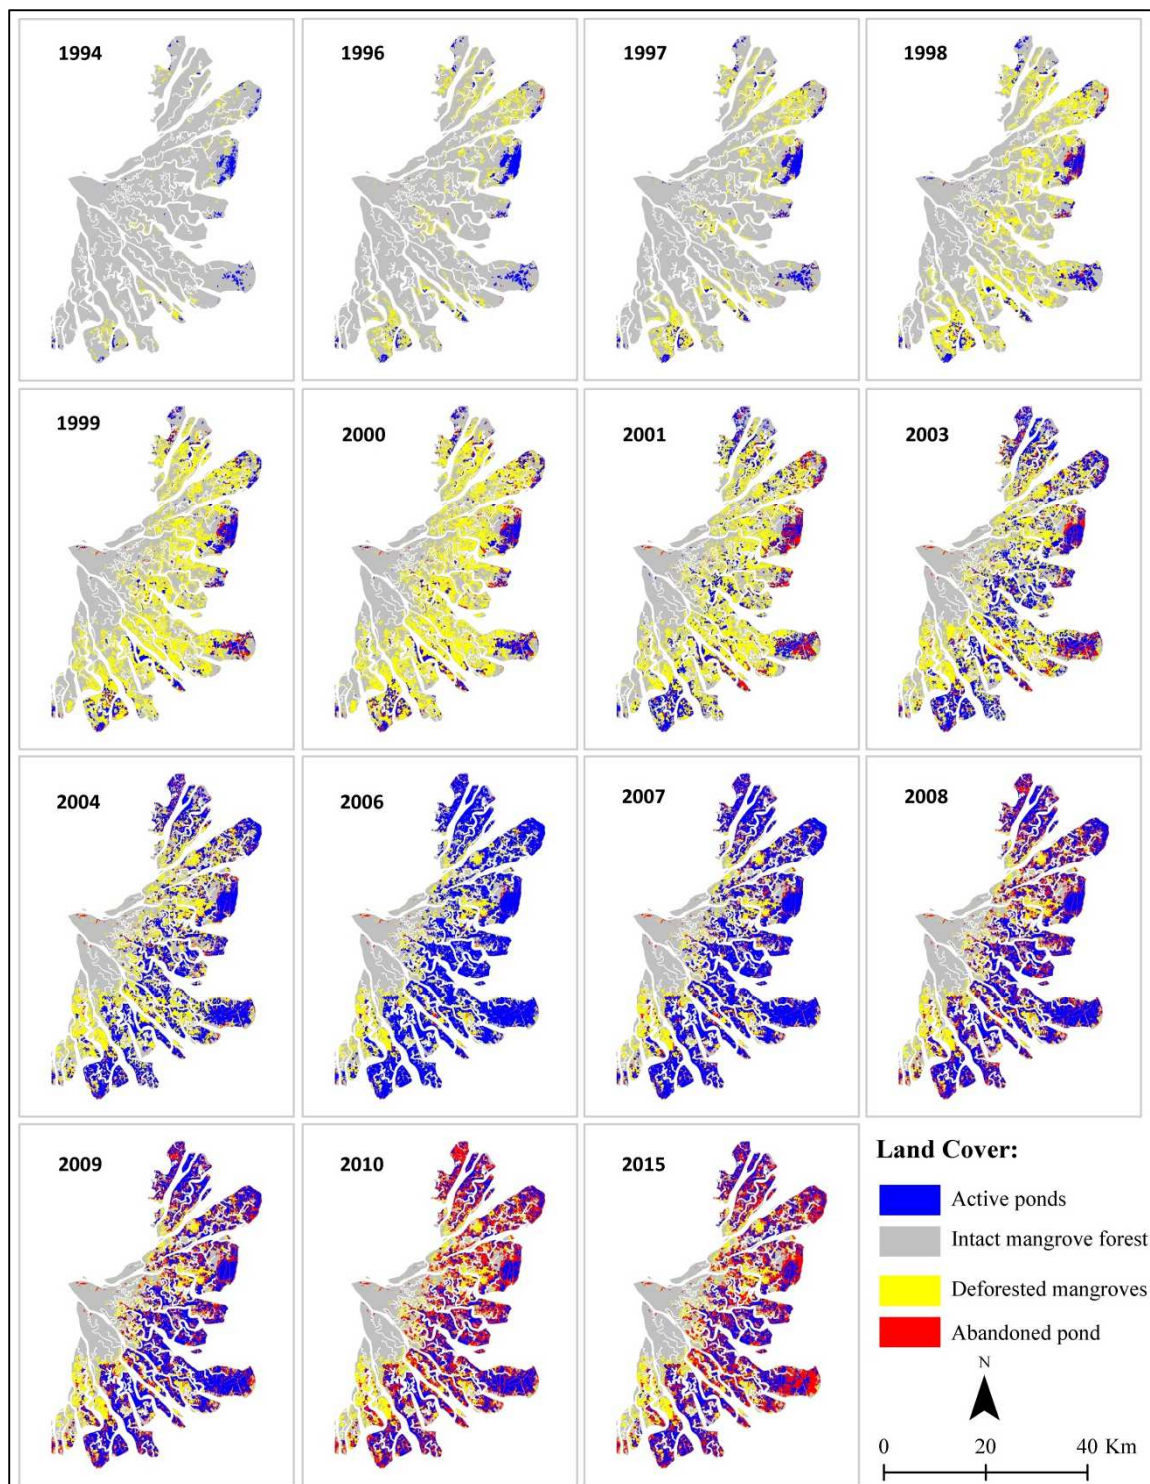 1994
1996
1997
1998
1999
2000
2001
2003
2004
2006
2007
2008
2009
2010
2015
Land Cover:
Active ponds
Intact mangrove forest
Deforested mangroves
Abandoned pond
N
0 20 40 Km